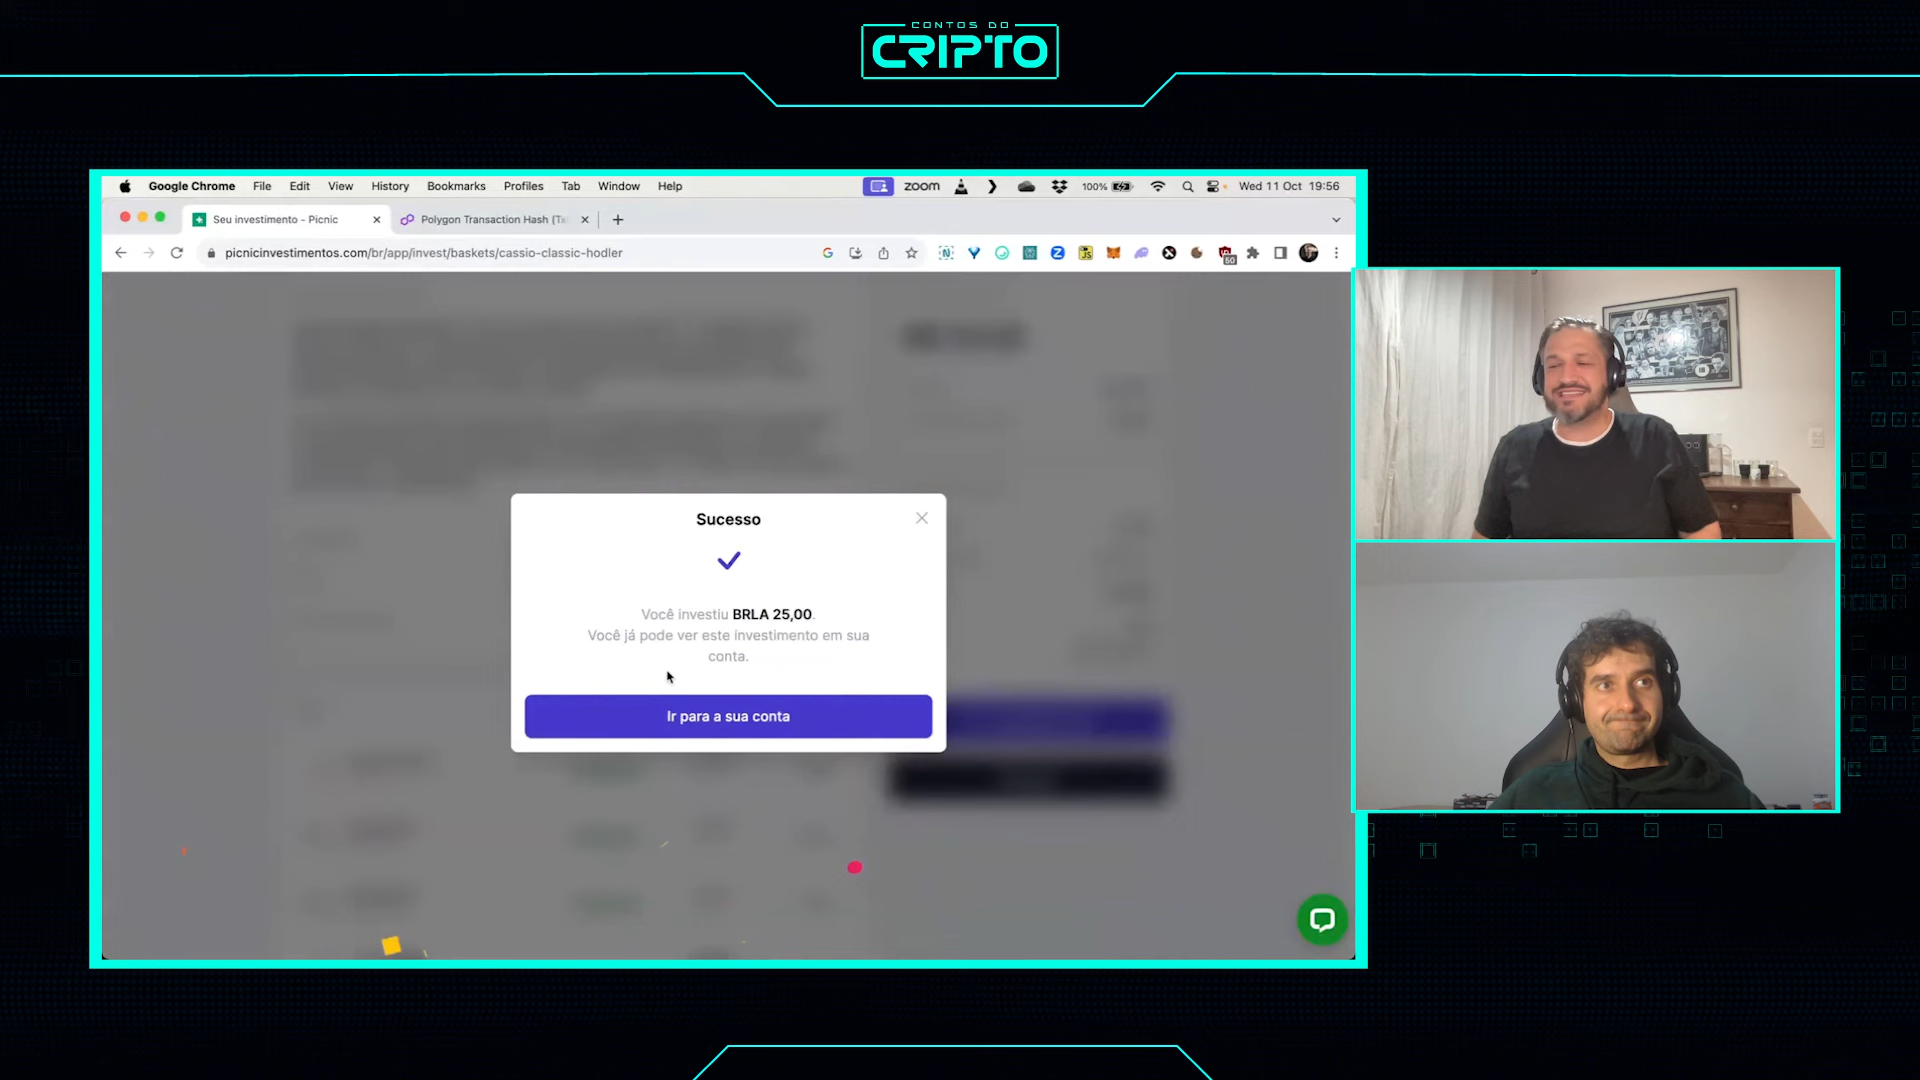 CONTOS DO
CRIPTO
Google Chrome File Edit View History Bookmarks Profiles Tab Window Help zoom 100% Wed 11 Oct 19:56
Seu investimento - Picnic Polygon Transaction Hash (Tx
picnicinvestimentos.com/br/app/invest/baskets/cassio-classic-hodler
50
Sucesso
Você investiu BRLA 25,00.
Você já pode ver este investimento em sua
conta.
Ir para a sua conta